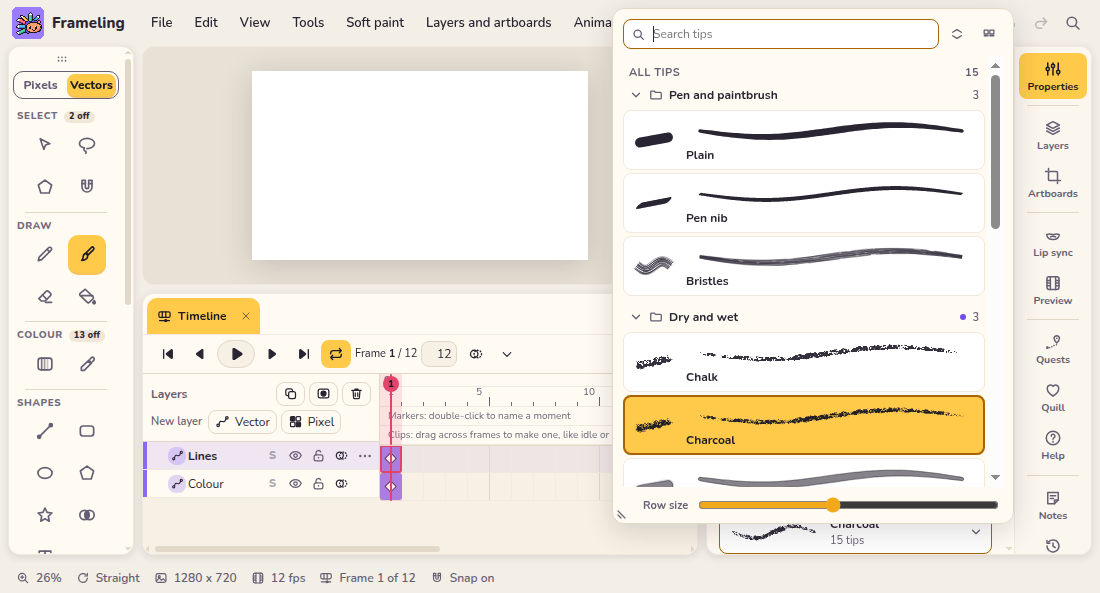 Frameling
File Edit View Tools Soft paint Layers and artboards Anima
Search tips
Pixels Vectors
SELECT 2 off
DRAW
COLOUR 13 off
SHAPES
ALL TIPS 15
Pen and paintbrush 3
Plain
Pen nib
Bristles
Dry and wet 3
Chalk
Charcoal
Row size
Charcoal
15 tips
Timeline
Frame 1 / 12 12
Layers
New layer Vector Pixel
1 5 10
Markers: double-click to name a moment
Clips: drag across frames to make one, like idle or
Lines S
Colour S
Properties
Layers
Artboards
Lip sync
Preview
Quests
Quill
Help
Notes
26% Straight 1280 x 720 12 fps Frame 1 of 12 Snap on